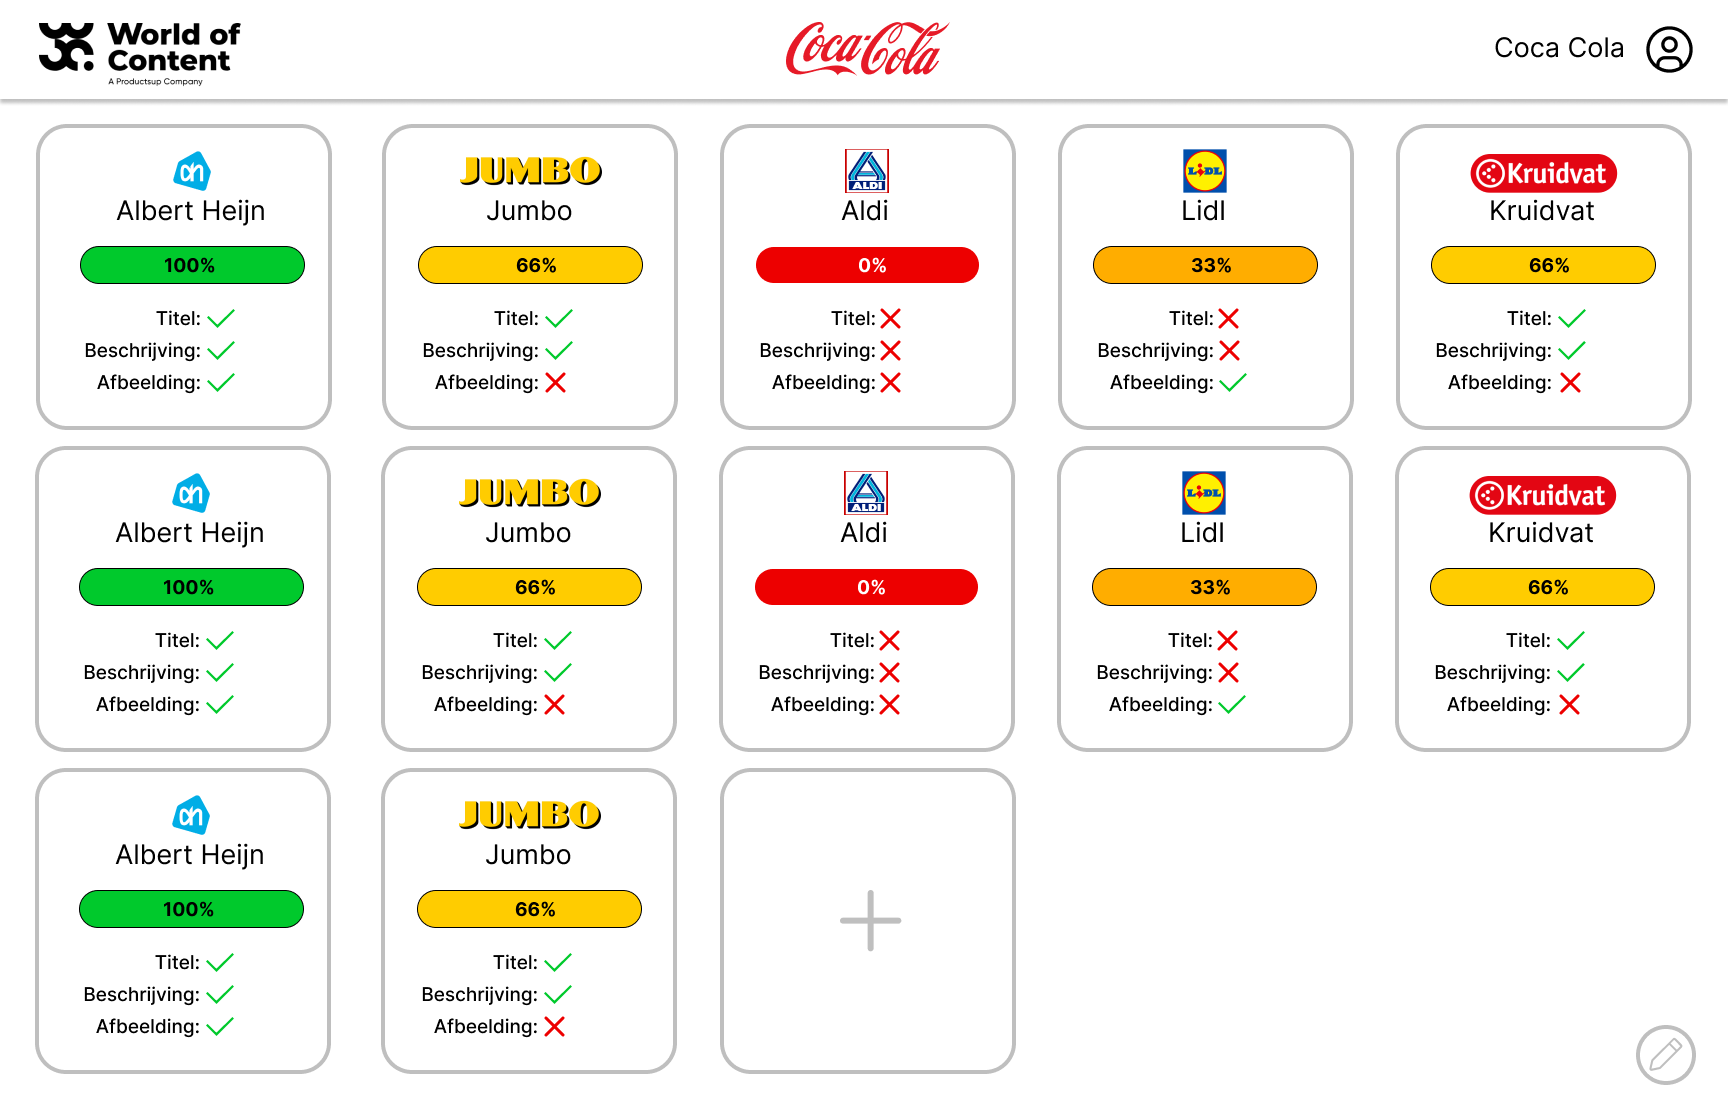 World of
Content
A Productsup Company
Coca-Cola
Coca Cola
ah
JUMBO
ALDI
LIDL
Kruidvat
Albert Heijn
Jumbo
Aldi
Lidl
Kruidvat
100%
66%
0%
33%
66%
Titel:
Titel:
Titel:
Titel:
Titel:
Beschrijving:
Beschrijving:
Beschrijving:
Beschrijving:
Beschrijving:
Afbeelding:
Afbeelding:
Afbeelding:
Afbeelding:
Afbeelding:
ah
JUMBO
ALDI
LIDL
Kruidvat
Albert Heijn
Jumbo
Aldi
Lidl
Kruidvat
100%
66%
0%
33%
66%
Titel:
Titel:
Titel:
Titel:
Titel:
Beschrijving:
Beschrijving:
Beschrijving:
Beschrijving:
Beschrijving:
Afbeelding:
Afbeelding:
Afbeelding:
Afbeelding:
Afbeelding:
ah
JUMBO
Albert Heijn
Jumbo
100%
66%
Titel:
Titel:
Beschrijving:
Beschrijving:
Afbeelding:
Afbeelding: